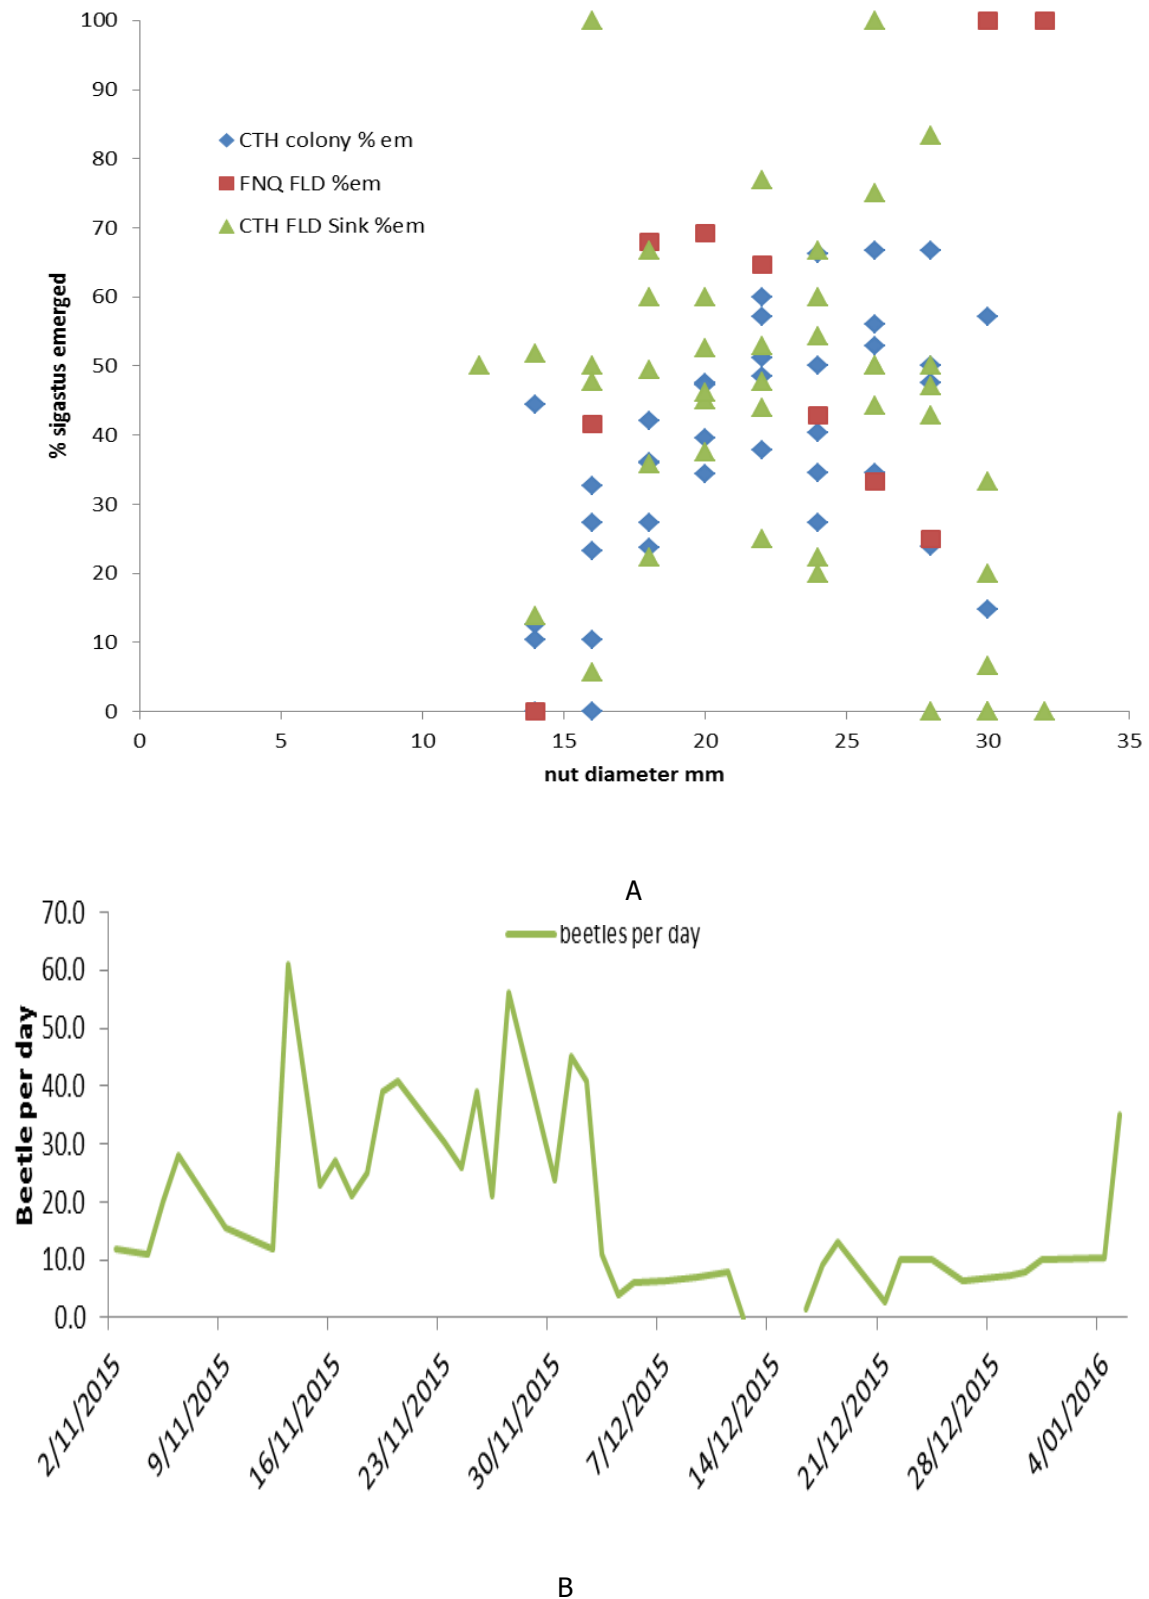 100
90
80
70
60
50
40
30
20
10
0
% sigastus emerged
CTH colony % em
FNQ FLD %em
CTH FLD Sink %em
0 5 10 15 20 25 30 35
nut diameter mm
A
70.0
60.0
50.0
40.0
30.0
20.0
10.0
0.0
Beetle per day
beetles per day
2/11/2015 9/11/2015 16/11/2015 23/11/2015 30/11/2015 7/12/2015 14/12/2015 21/12/2015 28/12/2015 4/01/2016
B